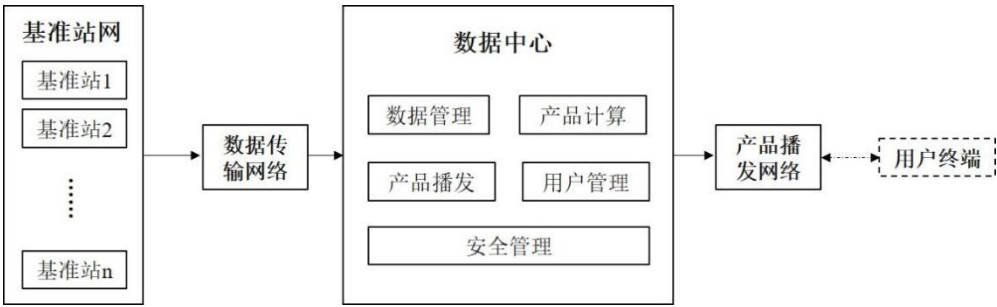 基准站网
基准站1
基准站2
基准站n
数据传
输网络
数据中心
数据管理
产品计算
产品播发
用户管理
安全管理
产品播
发网络
用户终端